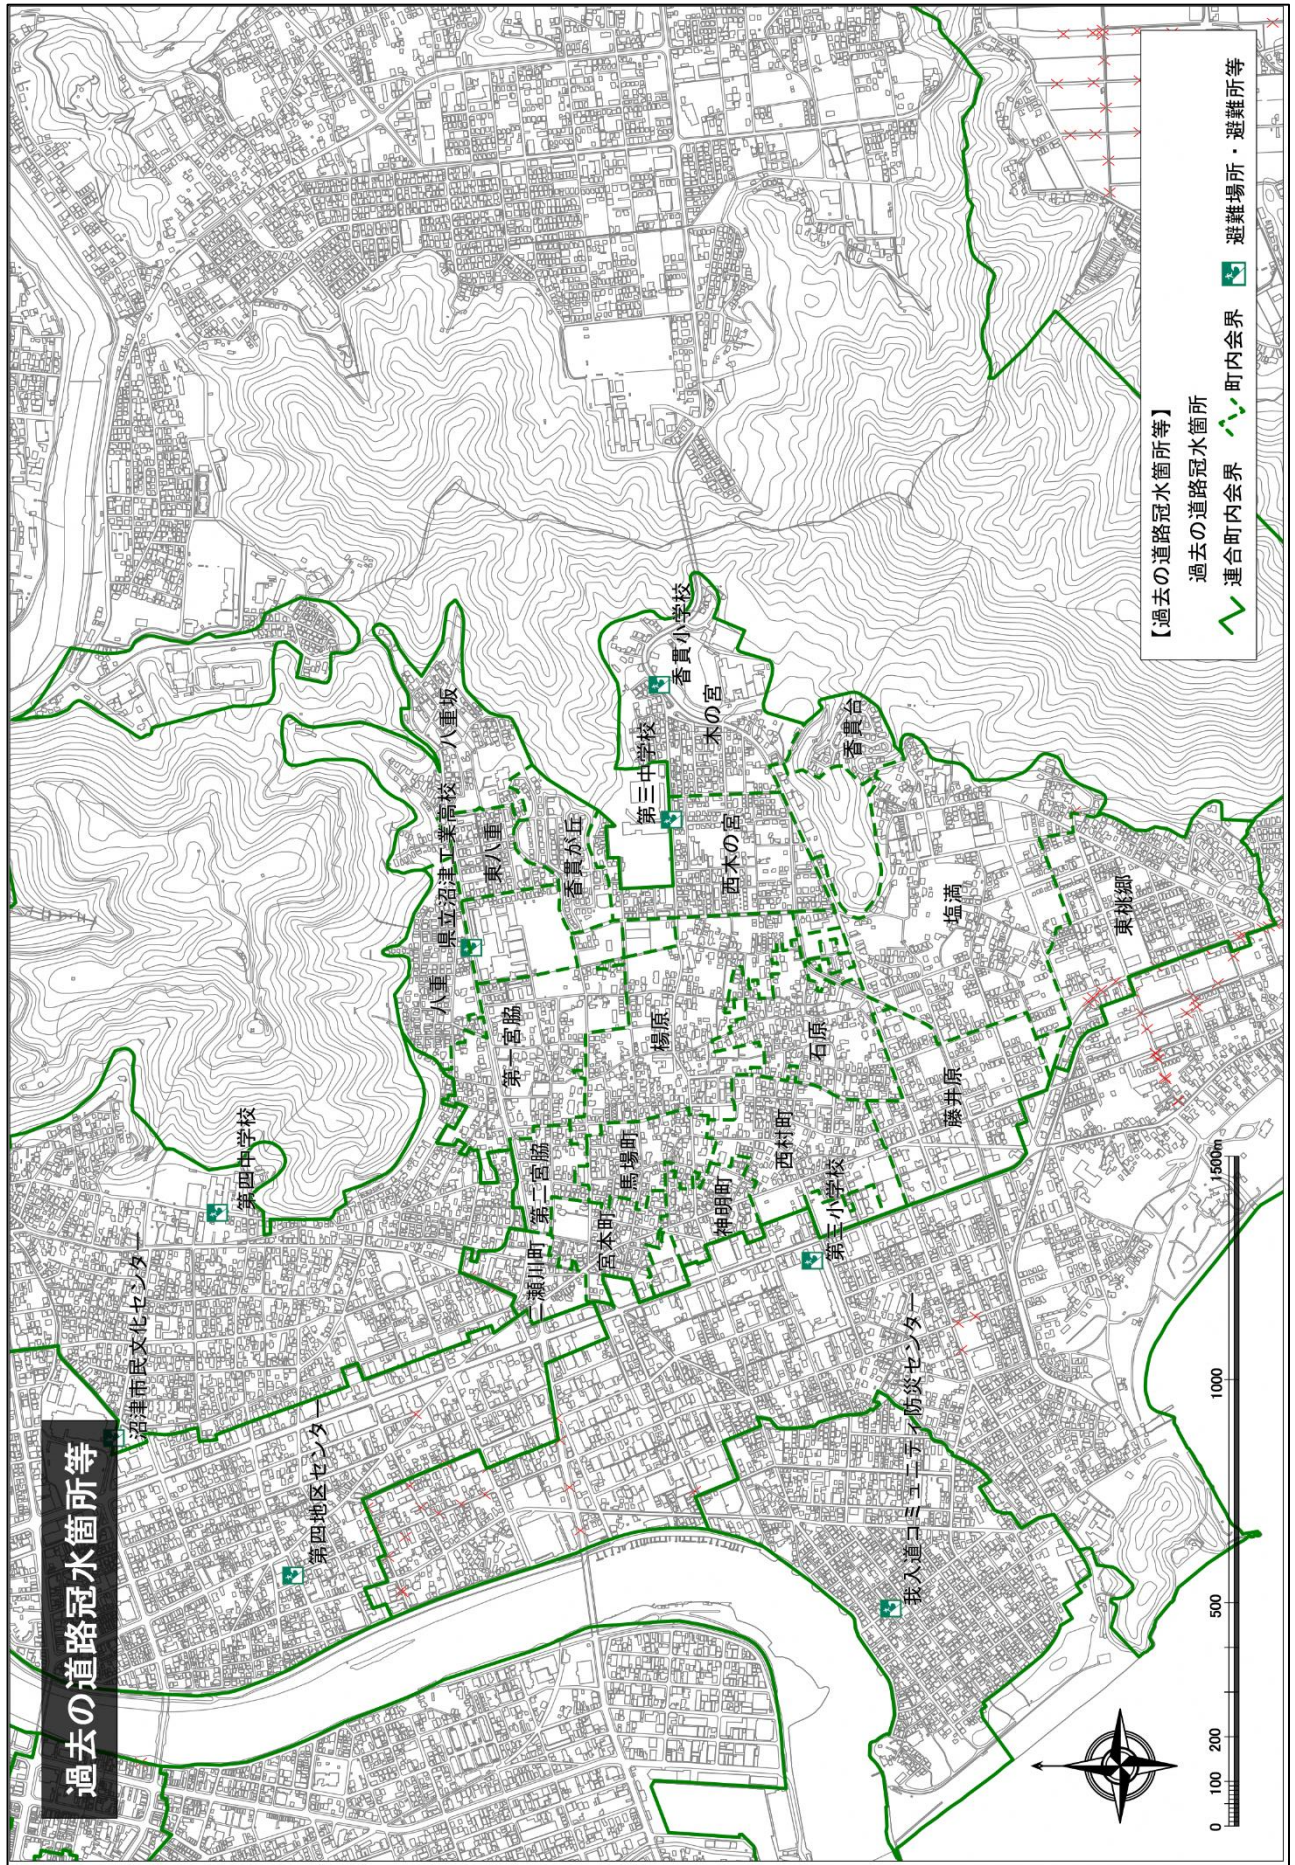 過去の道路冠水箇所等
沼津市民文化センター
第四中学校
第四地区センター
八重坂
県立沼津工業高校
東八重
八重
香貫が丘
第一宮脇
第二宮脇
二瀬川町
香貫小学校
第三中学校
木の宮
西木の宮
楊原
馬場町
宮本町
神明町
香貫台
石原
西村町
第三小学校
塩満
藤井原
東桃郷
我入道コミュニティ防災センター
【過去の道路冠水箇所等】
過去の道路冠水箇所
連合町内会界 町内会界 避難場所・避難所等
0 100 200 500 1000 1500m